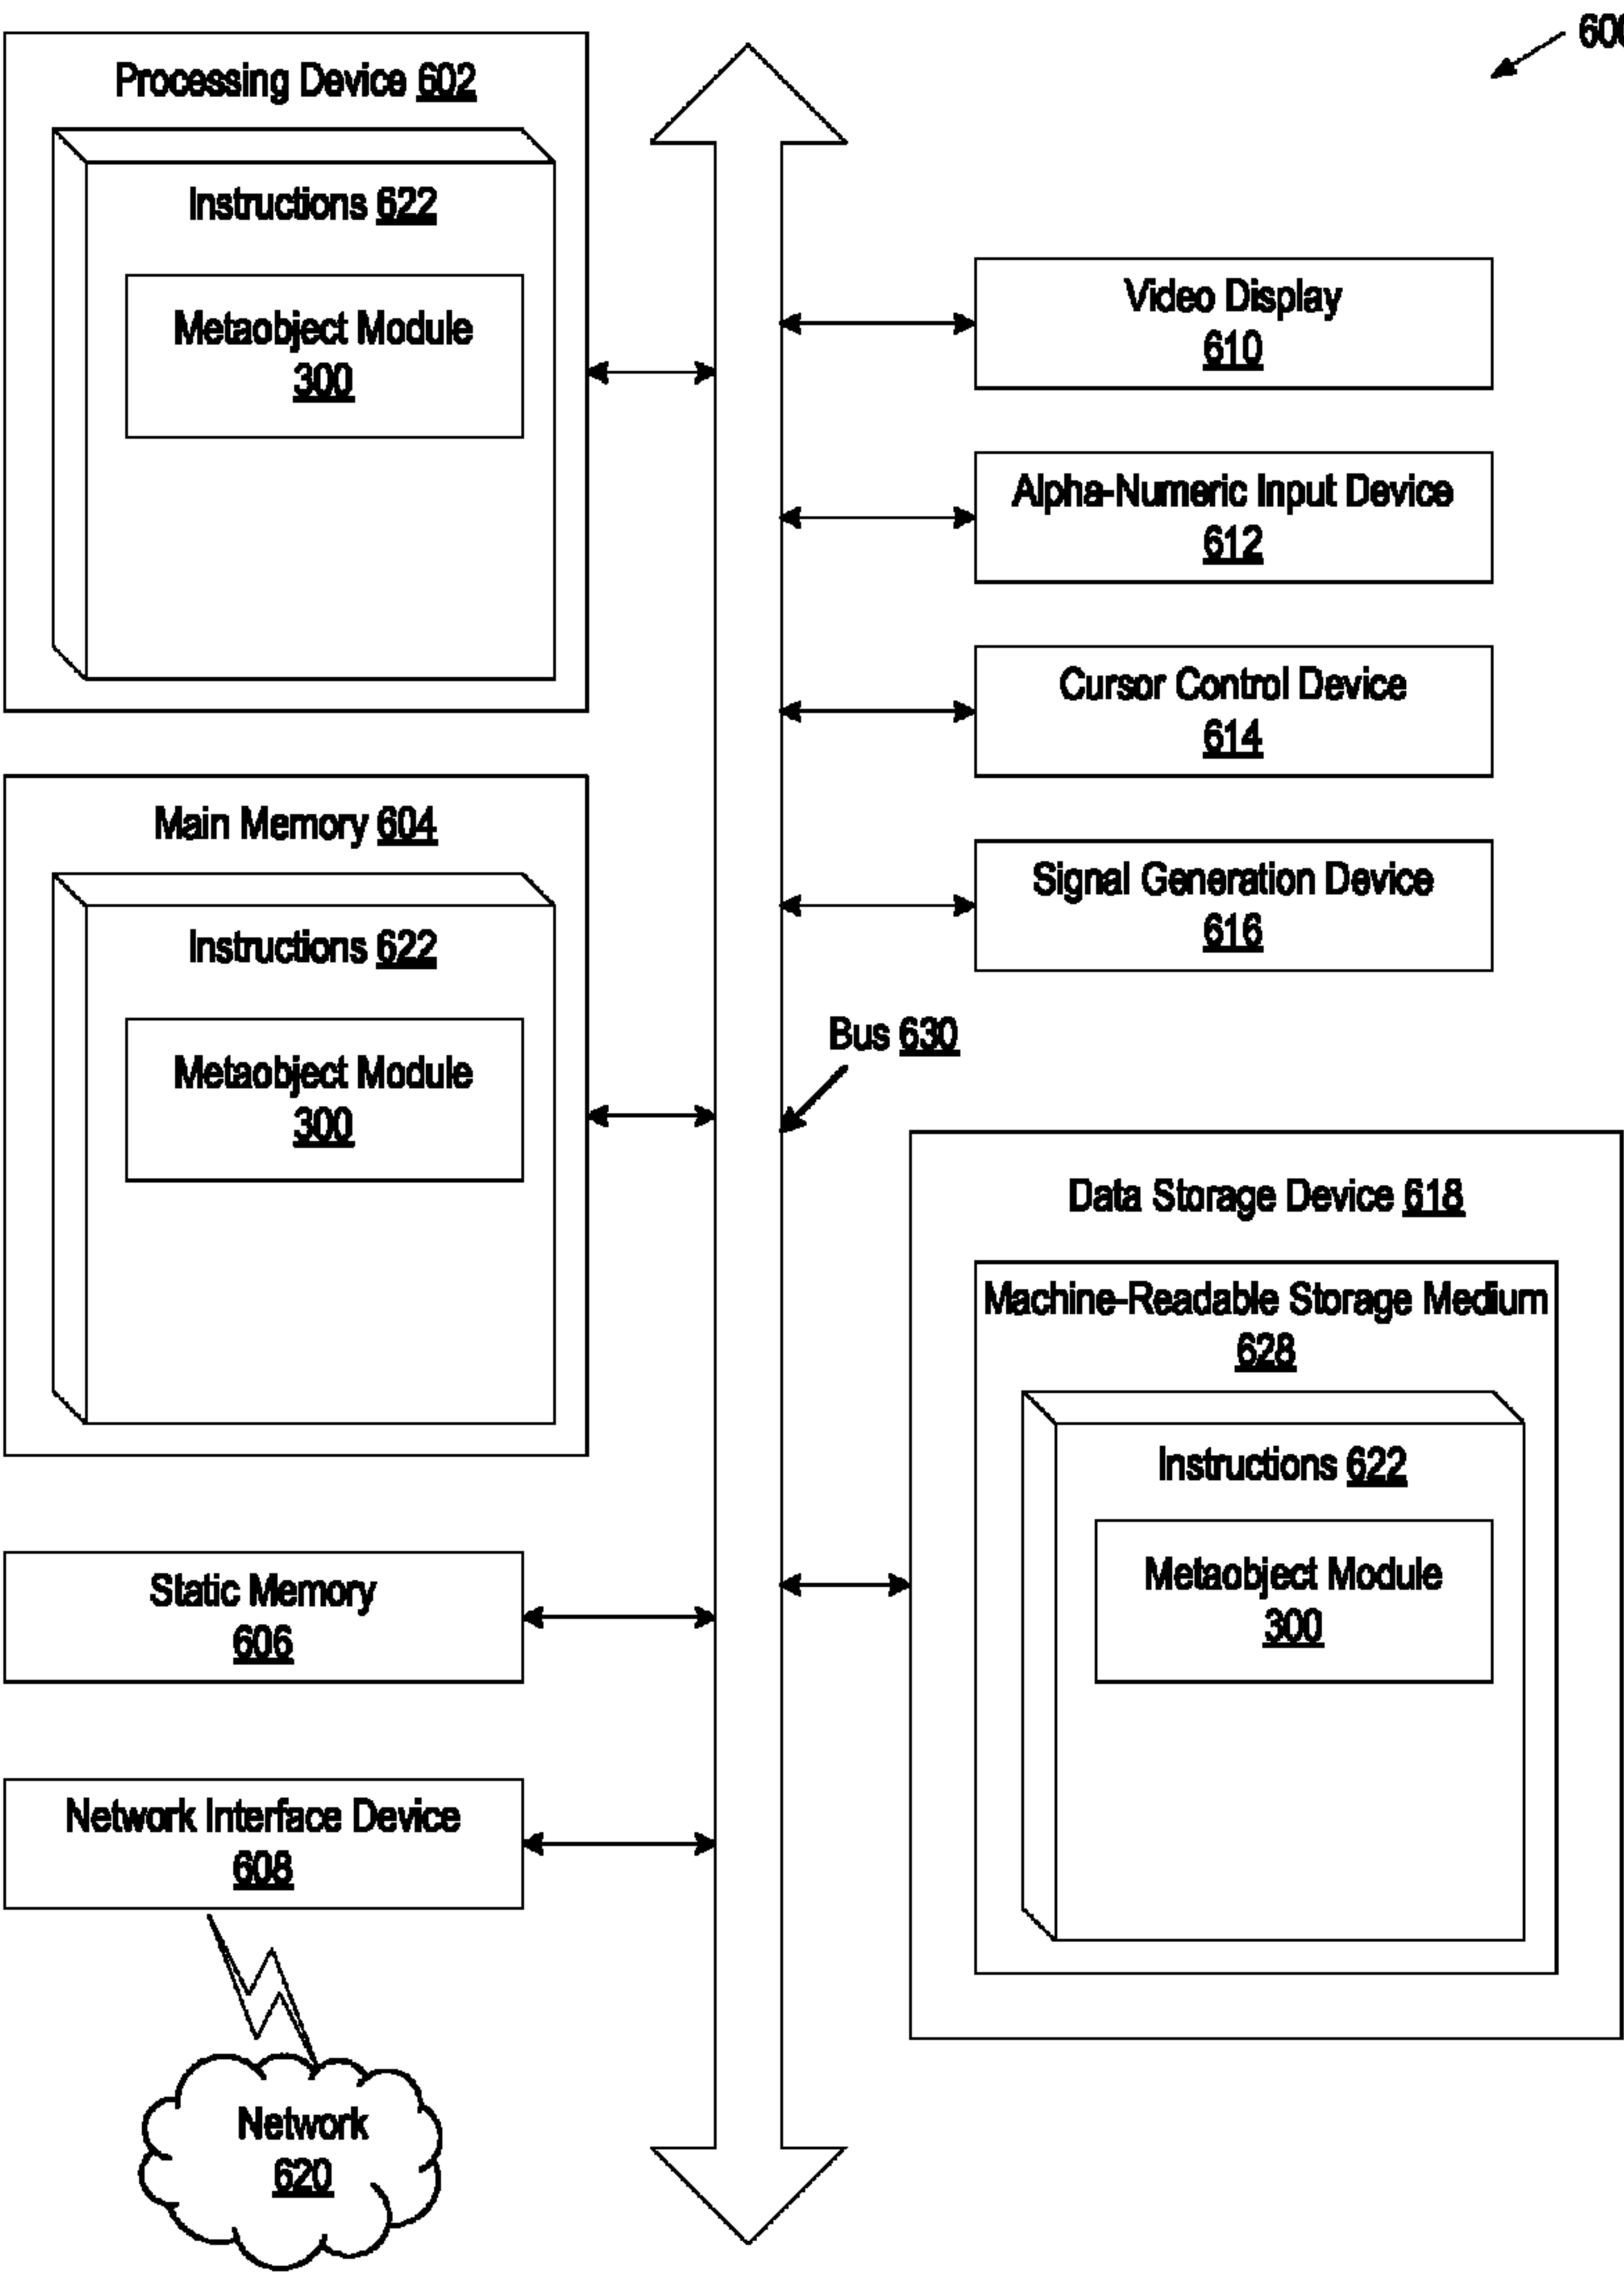 600
Processing Device 602
Instructions 622
Metaobject Module
300
Main Memory 604
Instructions 622
Metaobject Module
300
Static Memory
606
Network Interface Device
608
Network
620
Video Display
610
Alpha-Numeric Input Device
612
Cursor Control Device
614
Signal Generation Device
616
Bus 630
Data Storage Device 618
Machine-Readable Storage Medium
628
Instructions 622
Metaobject Module
300